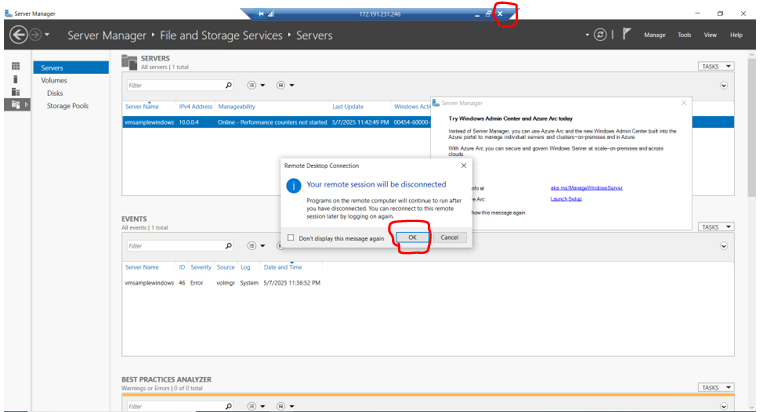 Server Manager
172.191.231.246
Server Manager • File and Storage Services • Servers
Manage Tools View Help
Servers
Volumes
Disks
Storage Pools
SERVERS
All servers | 1 total
TASKS
Filter
Server Name IPv4 Address Manageability Last Update Windows Acti
vmsamplewindows 10.0.0.4 Online - Performance counters not started 5/7/2025 11:42:49 PM 00454-60000-
Server Manager
Try Windows Admin Center and Azure Arc today
Instead of Server Manager, you can use Azure Arc and the new Windows Admin Center built into the
Azure portal to manage individual servers and clusters–on-premises and in Azure.
With Azure Arc you can secure and govern Windows Server at scale–on-premises and across
clouds.
nfo at aka.ms/ManageWindowsServer
re Arc: Launch Setup
how this message again
Remote Desktop Connection
Your remote session will be disconnected
Programs on the remote computer will continue to run after
you have disconnected. You can reconnect to this remote
session later by logging on again.
Don't display this message again
OK
Cancel
EVENTS
All events | 1 total
TASKS
Filter
Server Name ID Severity Source Log Date and Time
vmsamplewindows 46 Error volmgr System 5/7/2025 11:36:52 PM
BEST PRACTICES ANALYZER
Warnings or Errors | 0 of 0 total
TASKS
Filter